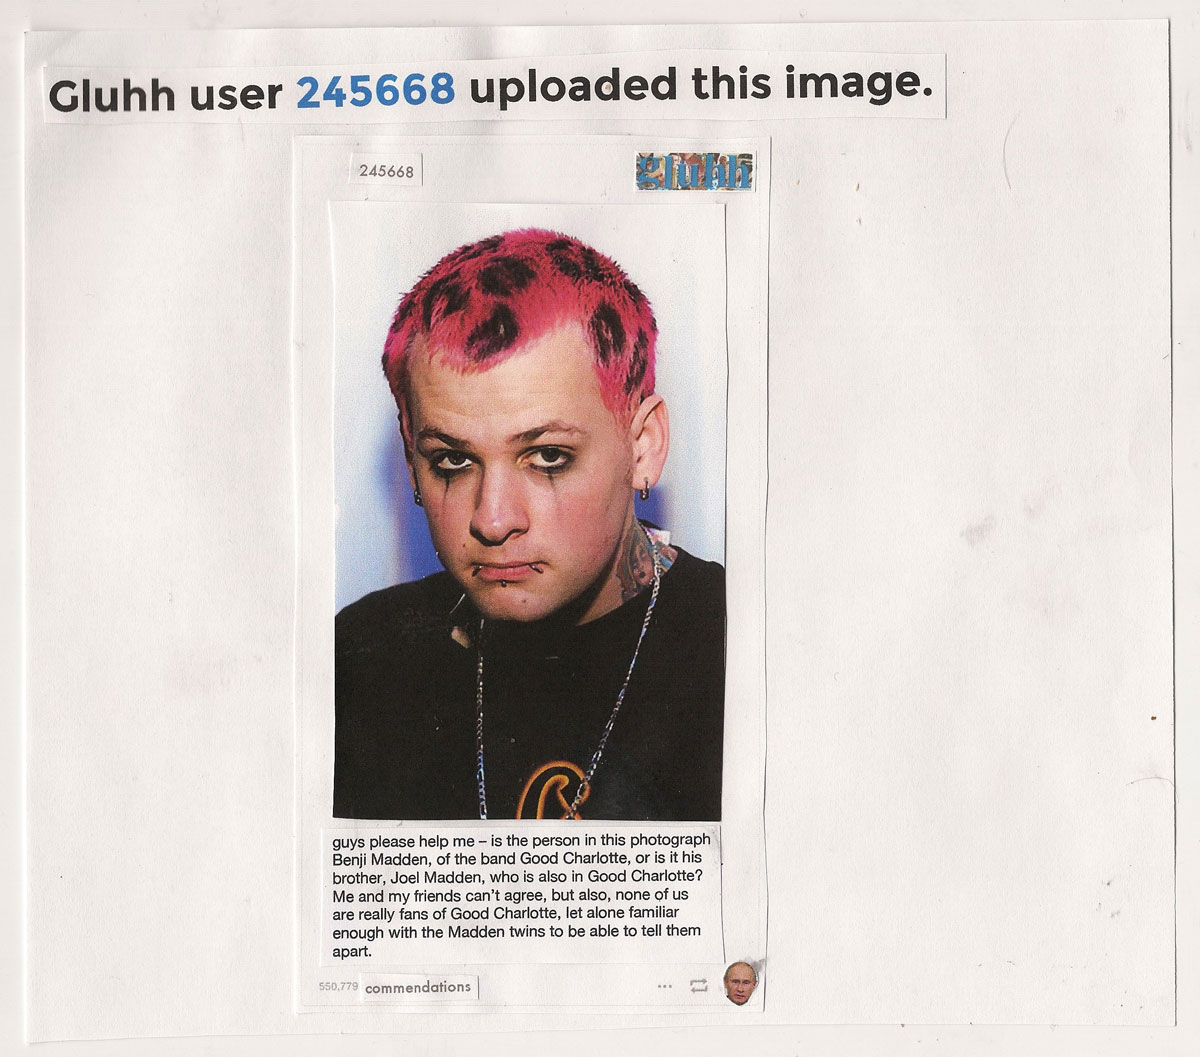 Gluhh user 245668 uploaded this image.
245668
gluhh
guys please help me – is the person in this photograph
Benji Madden, of the band Good Charlotte, or is it his
brother, Joel Madden, who is also in Good Charlotte?
Me and my friends can’t agree, but also, none of us
are really fans of Good Charlotte, let alone familiar
enough with the Madden twins to be able to tell them
apart.
550,779 commendations